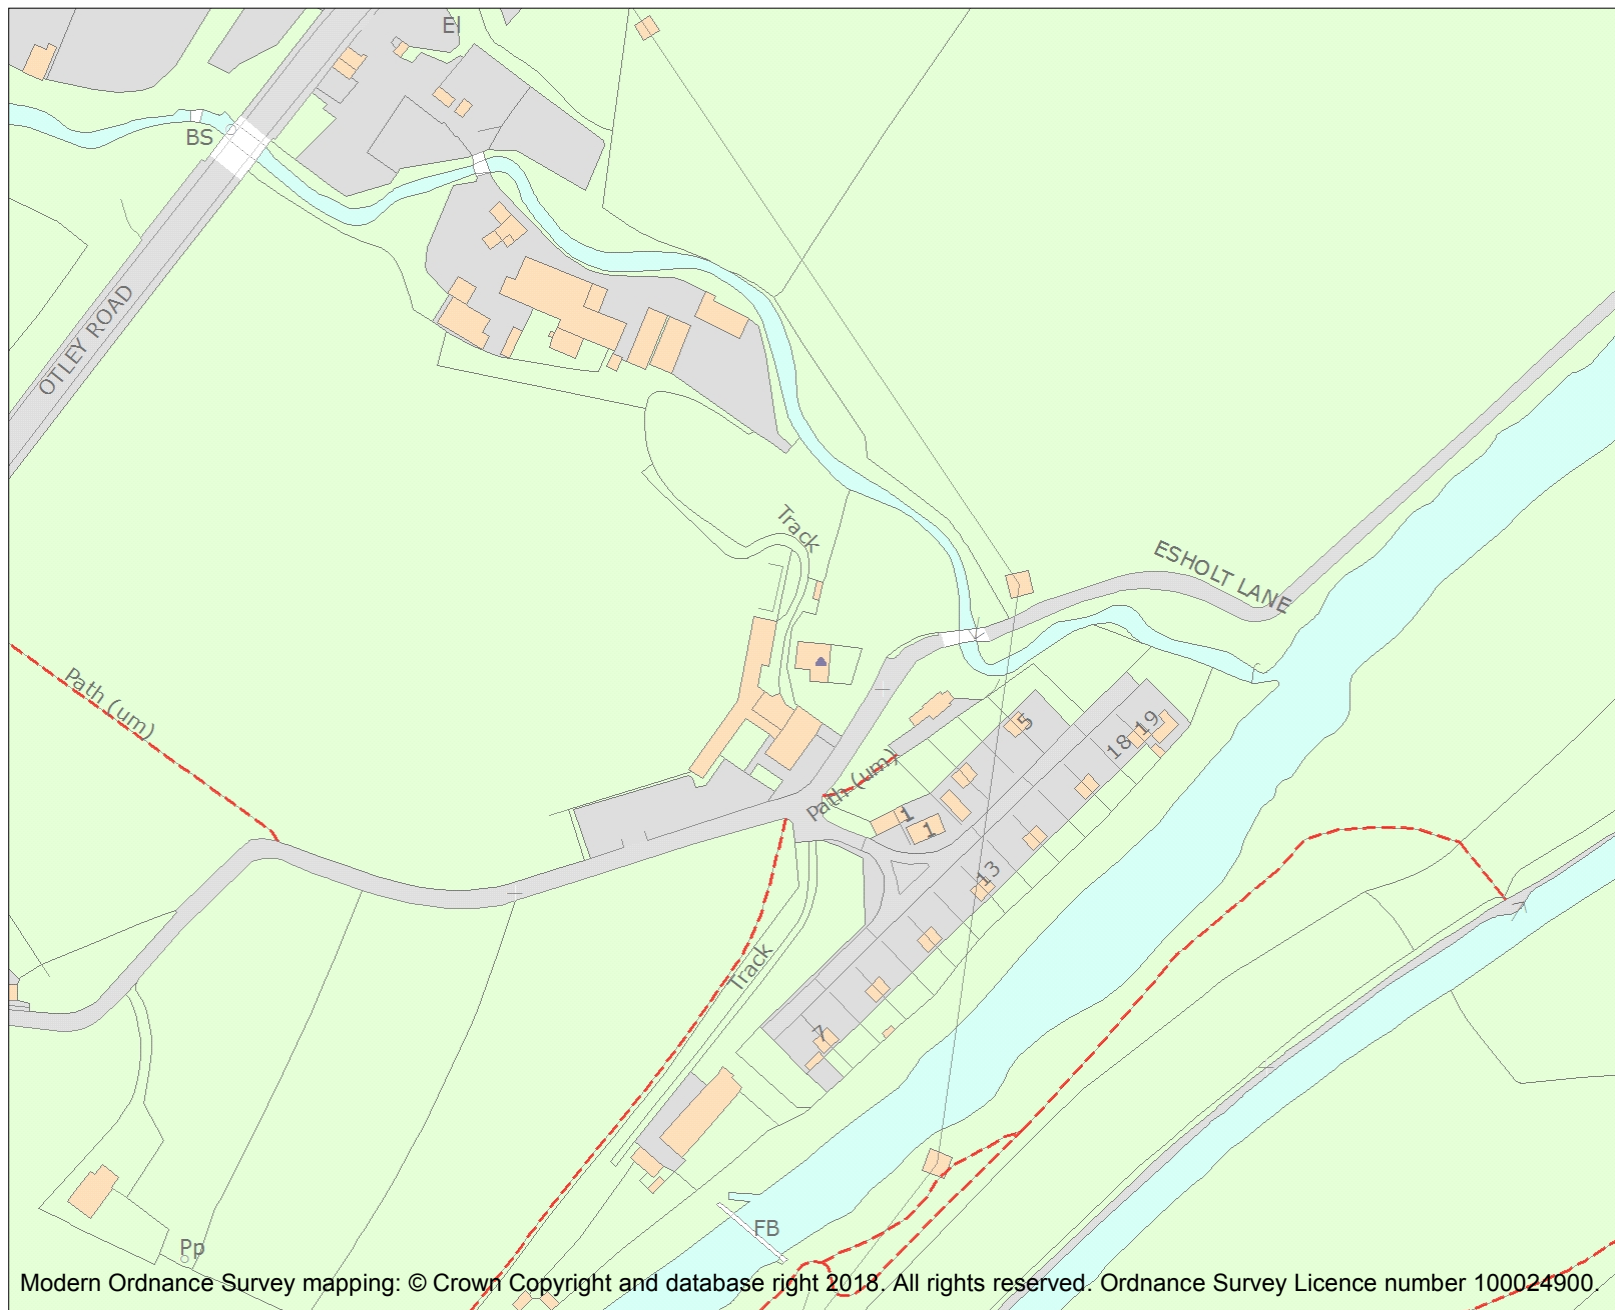 El
BS
OTLEY ROAD
Track
ESHOLT LANE
Path (um)
5
19
18
Path (um)
1
1
13
Track
7
FB
Pp
Modern Ordnance Survey mapping: © Crown Copyright and database right 2018. All rights reserved. Ordnance Survey Licence number 100024900.